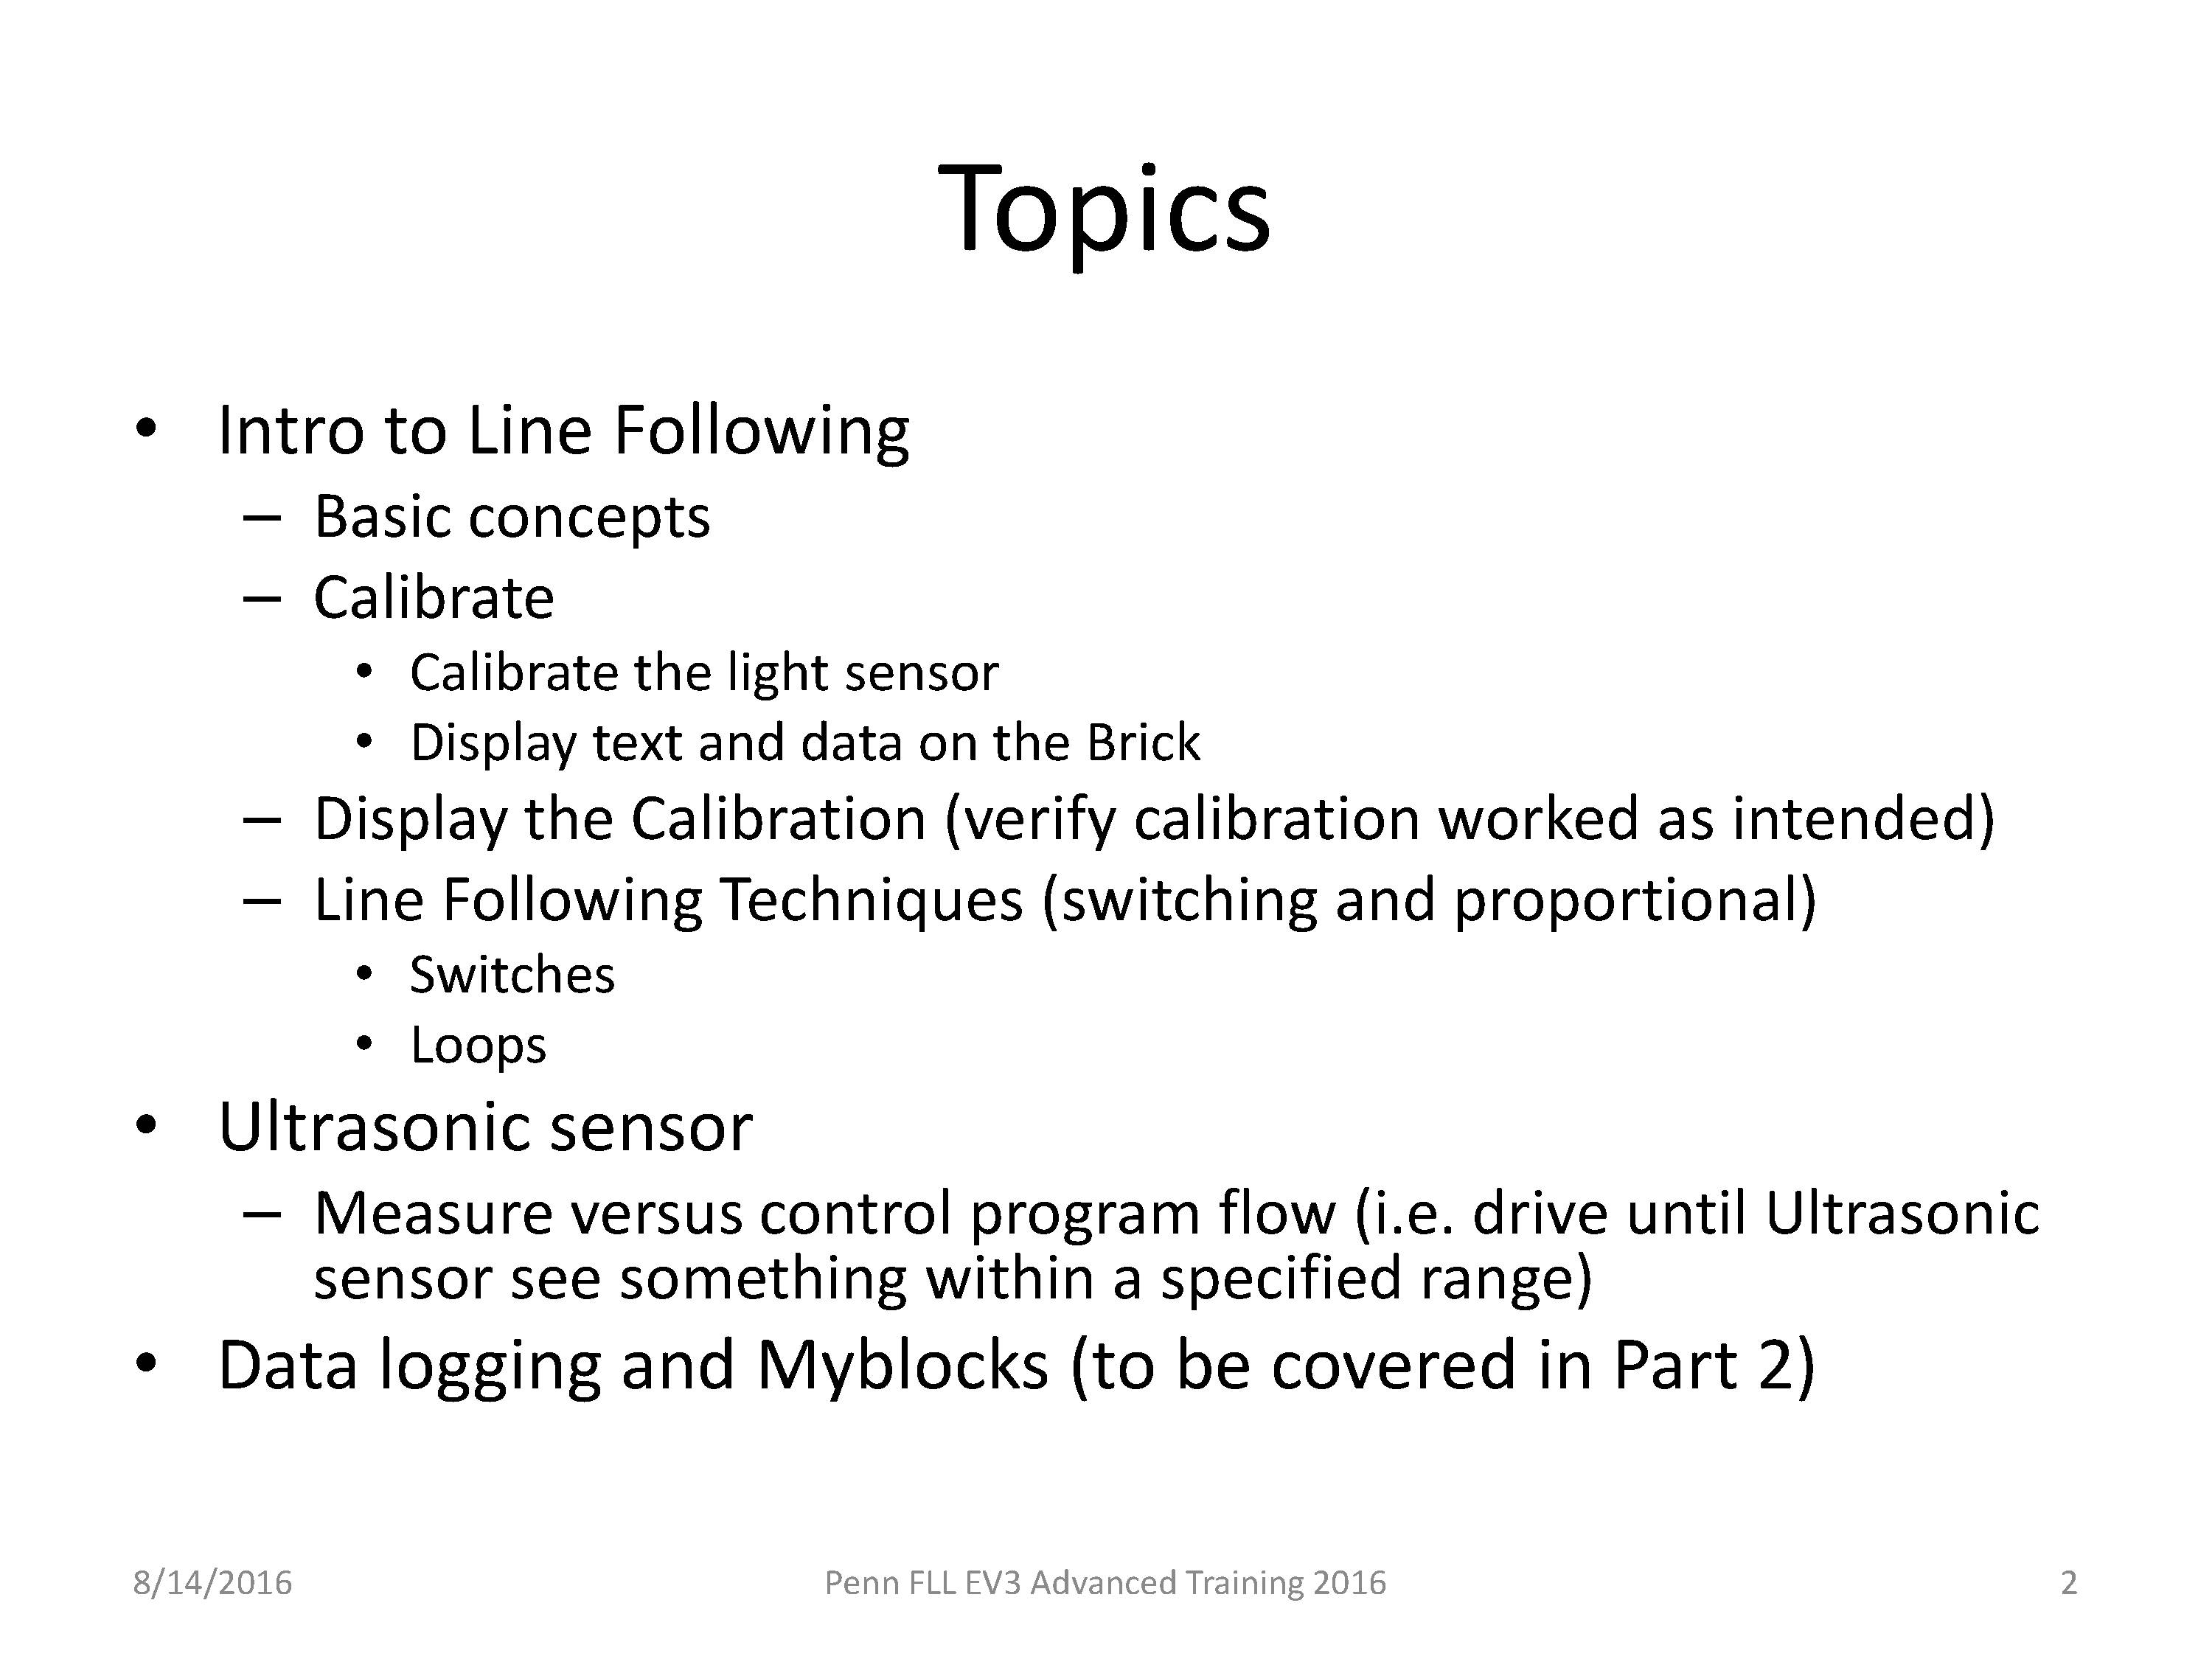 Topics
• Intro to Line Following
– Basic concepts
– Calibrate
• Calibrate the light sensor
• Display text and data on the Brick
– Display the Calibration (verify calibration worked as intended)
– Line Following Techniques (switching and proportional)
• Switches
• Loops
• Ultrasonic sensor
– Measure versus control program flow (i.e. drive until Ultrasonic
sensor see something within a specified range)
• Data logging and Myblocks (to be covered in Part 2)
8/14/2016 Penn FLL EV3 Advanced Training 2016 2